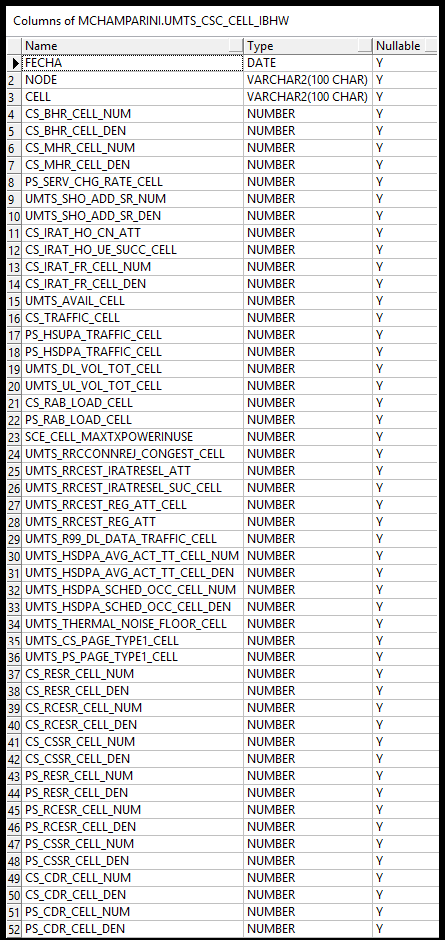 Columns of MCHAMPARINI.UMTS_CSC_CELL_IBHW
Name Type Nullable
FECHA DATE Y
2 NODE VARCHAR2(100 CHAR) Y
3 CELL VARCHAR2(100 CHAR) Y
4 CS_BHR_CELL_NUM NUMBER Y
5 CS_BHR_CELL_DEN NUMBER Y
6 CS_MHR_CELL_NUM NUMBER Y
7 CS_MHR_CELL_DEN NUMBER Y
8 PS_SERV_CHG_RATE_CELL NUMBER Y
9 UMTS_SHO_ADD_SR_NUM NUMBER Y
10 UMTS_SHO_ADD_SR_DEN NUMBER Y
11 CS_IRAT_HO_CN_ATT NUMBER Y
12 CS_IRAT_HO_UE_SUCC_CELL NUMBER Y
13 CS_IRAT_FR_CELL_NUM NUMBER Y
14 CS_IRAT_FR_CELL_DEN NUMBER Y
15 UMTS_AVAIL_CELL NUMBER Y
16 CS_TRAFFIC_CELL NUMBER Y
17 PS_HSUPA_TRAFFIC_CELL NUMBER Y
18 PS_HSDPA_TRAFFIC_CELL NUMBER Y
19 UMTS_DL_VOL_TOT_CELL NUMBER Y
20 UMTS_UL_VOL_TOT_CELL NUMBER Y
21 CS_RAB_LOAD_CELL NUMBER Y
22 PS_RAB_LOAD_CELL NUMBER Y
23 SCE_CELL_MAXTXPOWERINUSE NUMBER Y
24 UMTS_RRCCONNREJ_CONGEST_CELL NUMBER Y
25 UMTS_RRCEST_IRATRESEL_ATT NUMBER Y
26 UMTS_RRCEST_IRATRESEL_SUC_CELL NUMBER Y
27 UMTS_RRCEST_REG_ATT_CELL NUMBER Y
28 UMTS_RRCEST_REG_ATT NUMBER Y
29 UMTS_R99_DL_DATA_TRAFFIC_CELL NUMBER Y
30 UMTS_HSDPA_AVG_ACT_TT_CELL_NUM NUMBER Y
31 UMTS_HSDPA_AVG_ACT_TT_CELL_DEN NUMBER Y
32 UMTS_HSDPA_SCHED_OCC_CELL_NUM NUMBER Y
33 UMTS_HSDPA_SCHED_OCC_CELL_DEN NUMBER Y
34 UMTS_THERMAL_NOISE_FLOOR_CELL NUMBER Y
35 UMTS_CS_PAGE_TYPE1_CELL NUMBER Y
36 UMTS_PS_PAGE_TYPE1_CELL NUMBER Y
37 CS_RESR_CELL_NUM NUMBER Y
38 CS_RESR_CELL_DEN NUMBER Y
39 CS_RCESR_CELL_NUM NUMBER Y
40 CS_RCESR_CELL_DEN NUMBER Y
41 CS_CSSR_CELL_NUM NUMBER Y
42 CS_CSSR_CELL_DEN NUMBER Y
43 PS_RESR_CELL_NUM NUMBER Y
44 PS_RESR_CELL_DEN NUMBER Y
45 PS_RCESR_CELL_NUM NUMBER Y
46 PS_RCESR_CELL_DEN NUMBER Y
47 PS_CSSR_CELL_NUM NUMBER Y
48 PS_CSSR_CELL_DEN NUMBER Y
49 CS_CDR_CELL_NUM NUMBER Y
50 CS_CDR_CELL_DEN NUMBER Y
51 PS_CDR_CELL_NUM NUMBER Y
52 PS_CDR_CELL_DEN NUMBER Y